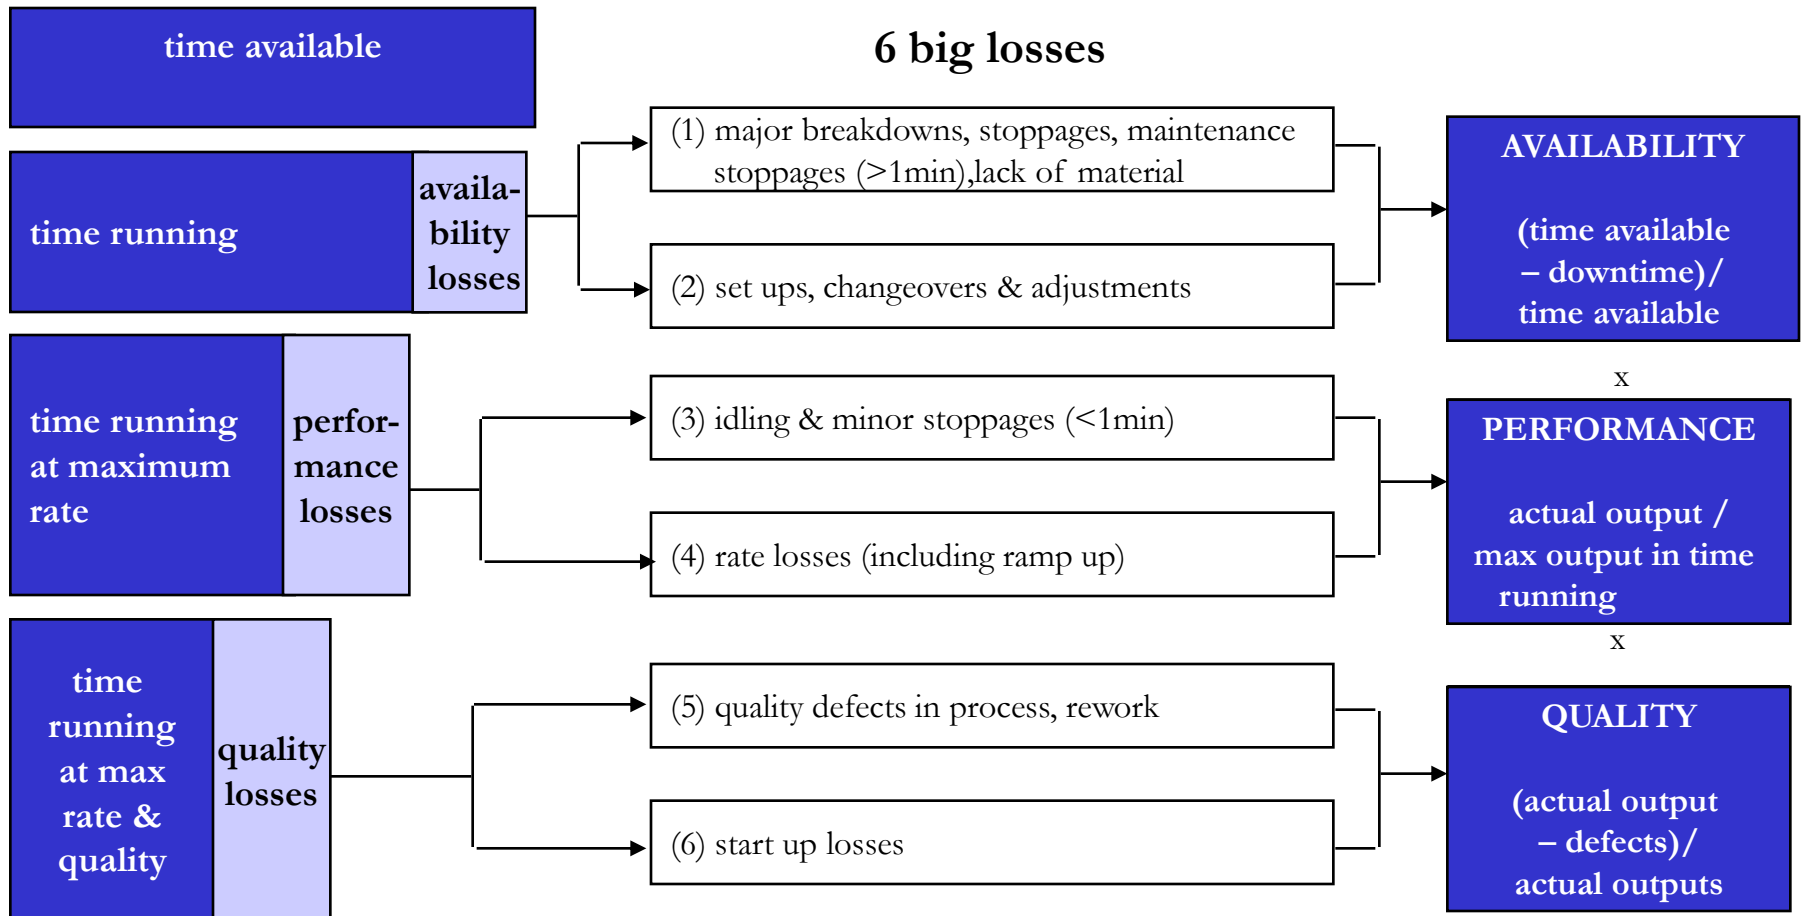 time available
6 big losses
time running
availa-
bility
losses
(1) major breakdowns, stoppages, maintenance
stoppages (>1min),lack of material
(2) set ups, changeovers & adjustments
AVAILABILITY
(time available
– downtime)/
time available
x
time running
at maximum
rate
perfor-
mance
losses
(3) idling & minor stoppages (<1min)
(4) rate losses (including ramp up)
PERFORMANCE
actual output /
max output in time
running
x
time
running
at max
rate &
quality
quality
losses
(5) quality defects in process, rework
(6) start up losses
QUALITY
(actual output
– defects)/
actual outputs